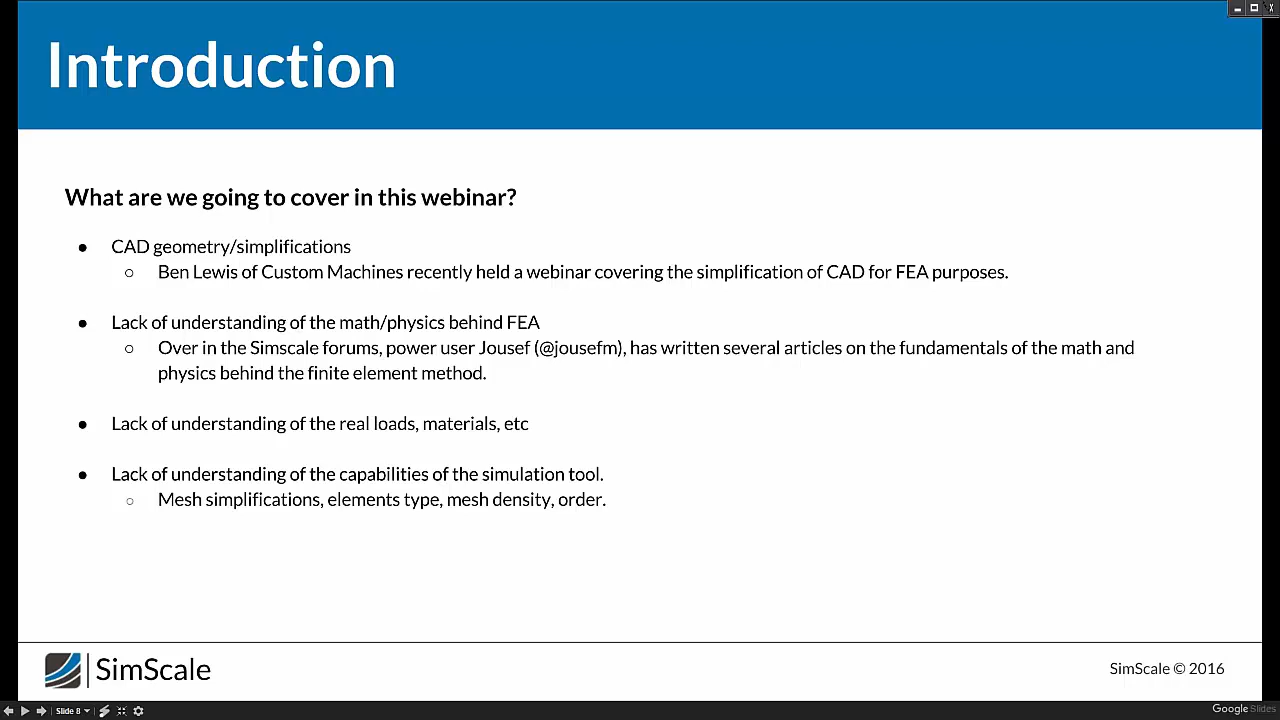 Introduction
What are we going to cover in this webinar?
● CAD geometry/simplifications
○ Ben Lewis of Custom Machines recently held a webinar covering the simplification of CAD for FEA purposes.
● Lack of understanding of the math/physics behind FEA
○ Over in the Simscale forums, power user Jousef (@jousefm), has written several articles on the fundamentals of the math and
physics behind the finite element method.
● Lack of understanding of the real loads, materials, etc
● Lack of understanding of the capabilities of the simulation tool.
○ Mesh simplifications, elements type, mesh density, order.
SimScale
SimScale © 2016
Slide 8
Google Slides